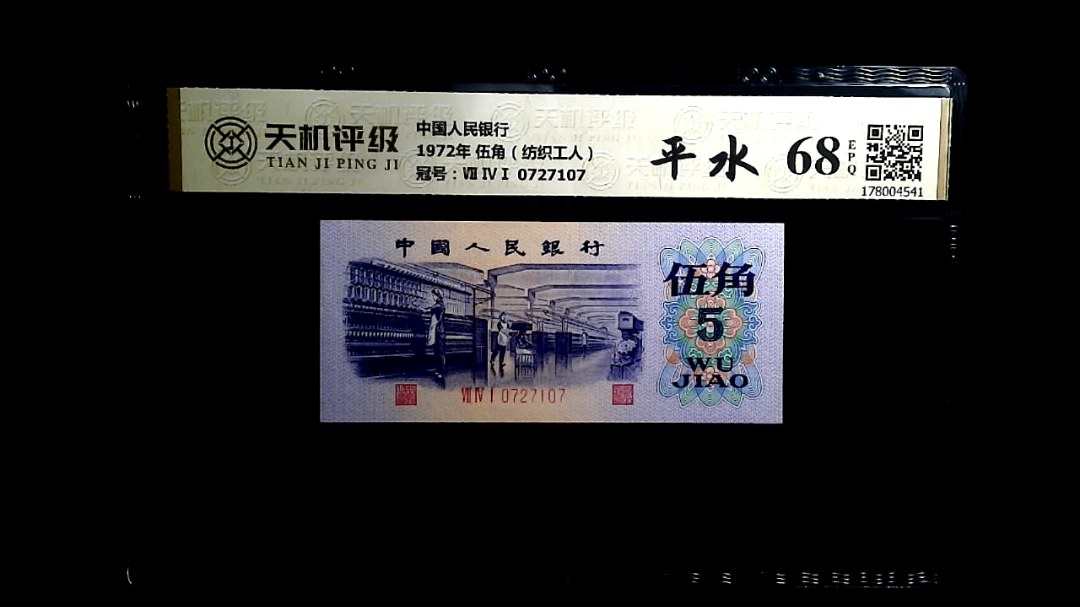 天机评级
TIAN JI PING JI
中国人民银行
1972年 伍角（纺织工人）
冠号：Ⅶ Ⅳ Ⅰ 0727107
平水
68
EPQ
178004541
中國人民銀行
伍角
5
WU
JIAO
Ⅶ Ⅳ Ⅰ 0727107